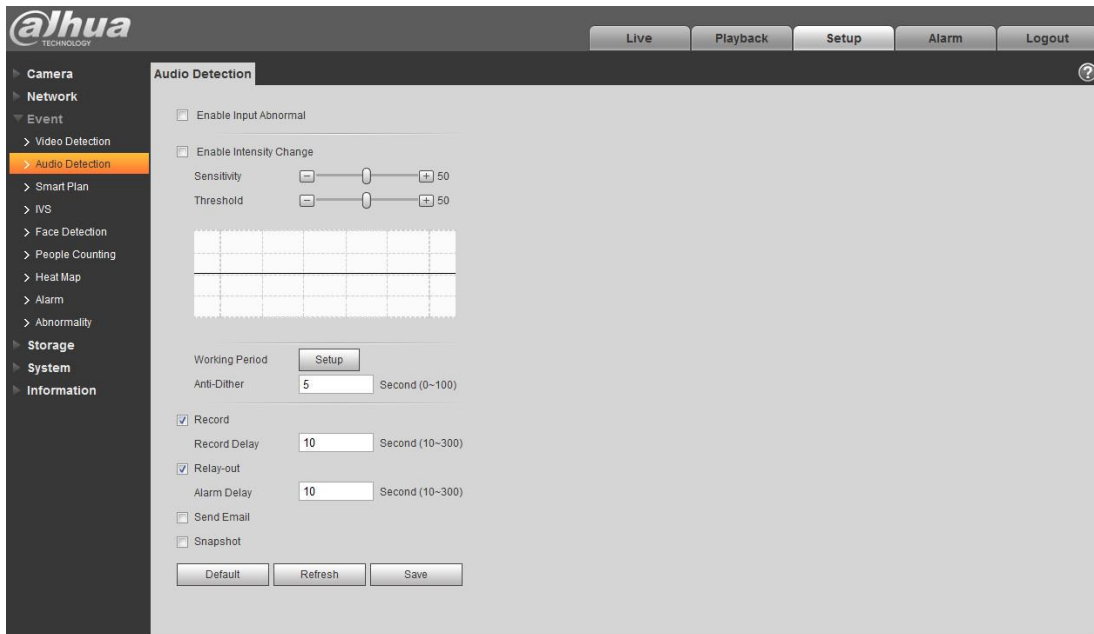 alhua
TECHNOLOGY
Live Playback Setup Alarm Logout
Camera
Network
Event
Video Detection
Audio Detection
Smart Plan
IVS
Face Detection
People Counting
Heat Map
Alarm
Abnormality
Storage
System
Information
Audio Detection
?
Enable Input Abnormal
Enable Intensity Change
Sensitivity - + 50
Threshold - + 50
Working Period Setup
Anti-Dither 5 Second (0~100)
Record
Record Delay 10 Second (10~300)
Relay-out
Alarm Delay 10 Second (10~300)
Send Email
Snapshot
Default Refresh Save